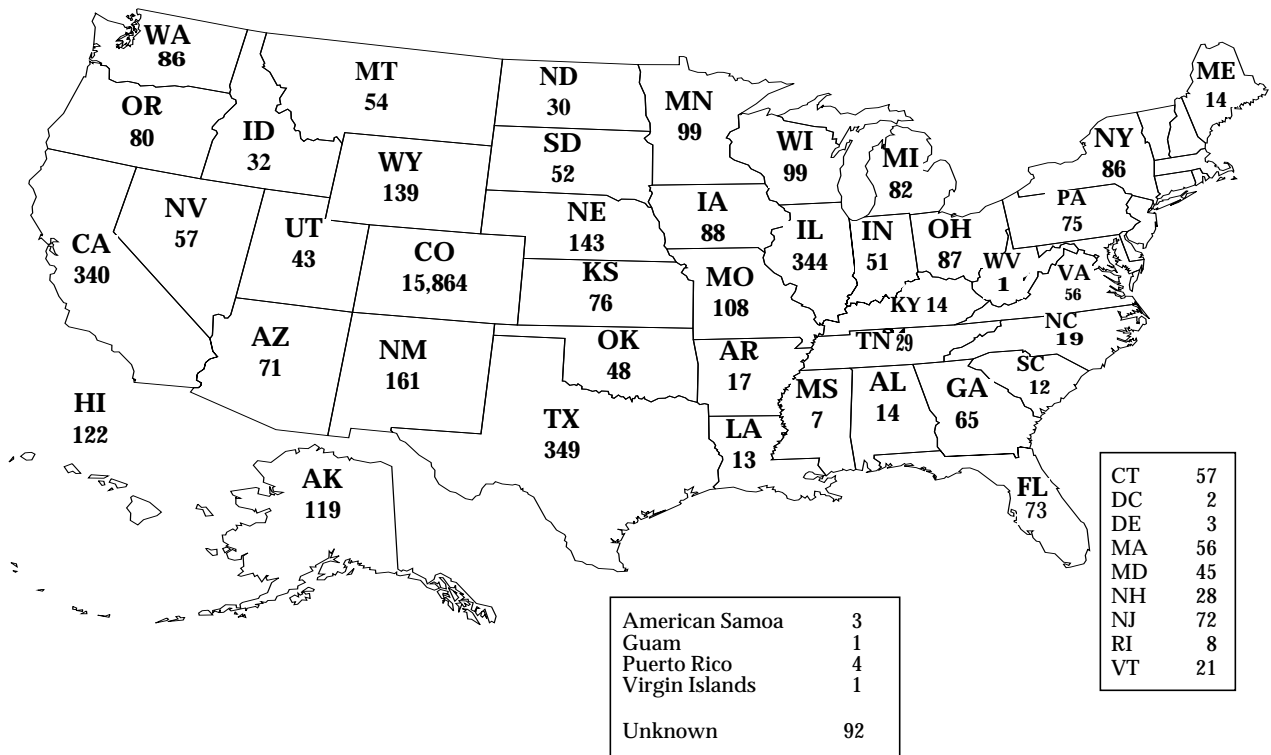 WA
86
MT
54
ND
30
MN
99
ME
14
OR
80
ID
32
SD
52
WI
99
MI
82
NY
86
WY
139
NV
57
UT
43
NE
143
IA
88
PA
75
CA
340
CO
15,864
KS
76
MO
108
IL
344
IN
51
OH
87
WV
1
VA
56
KY 14
AZ
71
NM
161
OK
48
AR
17
TN 29
NC
19
SC
12
MS
7
AL
14
GA
65
HI
122
TX
349
LA
13
AK
119
FL
73
CT 57
DC 2
DE 3
MA 56
MD 45
NH 28
NJ 72
RI 8
VT 21
American Samoa 3
Guam 1
Puerto Rico 4
Virgin Islands 1
Unknown 92